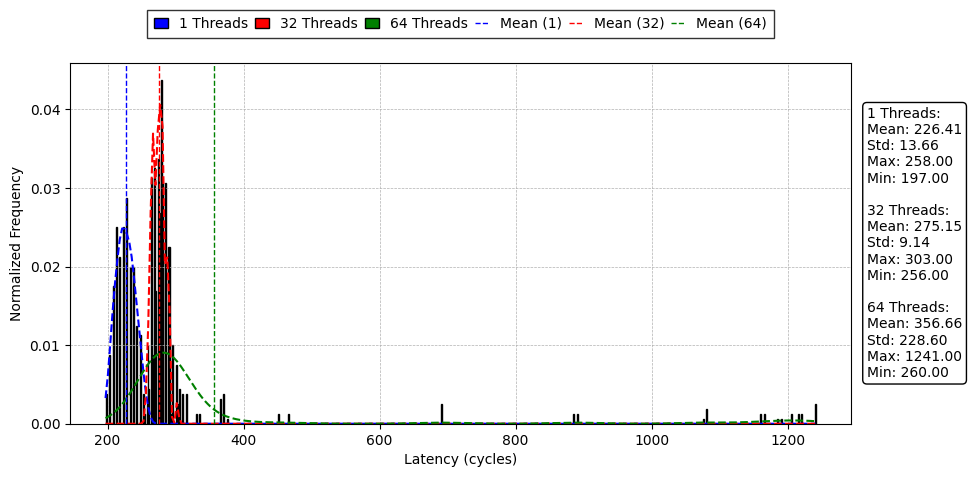 1 Threads 32 Threads 64 Threads Mean (1) Mean (32) Mean (64)
0.04
0.03
0.02
0.01
0.00
Normalized Frequency
200 400 600 800 1000 1200
Latency (cycles)
1 Threads:
Mean: 226.41
Std: 13.66
Max: 258.00
Min: 197.00
32 Threads:
Mean: 275.15
Std: 9.14
Max: 303.00
Min: 256.00
64 Threads:
Mean: 356.66
Std: 228.60
Max: 1241.00
Min: 260.00